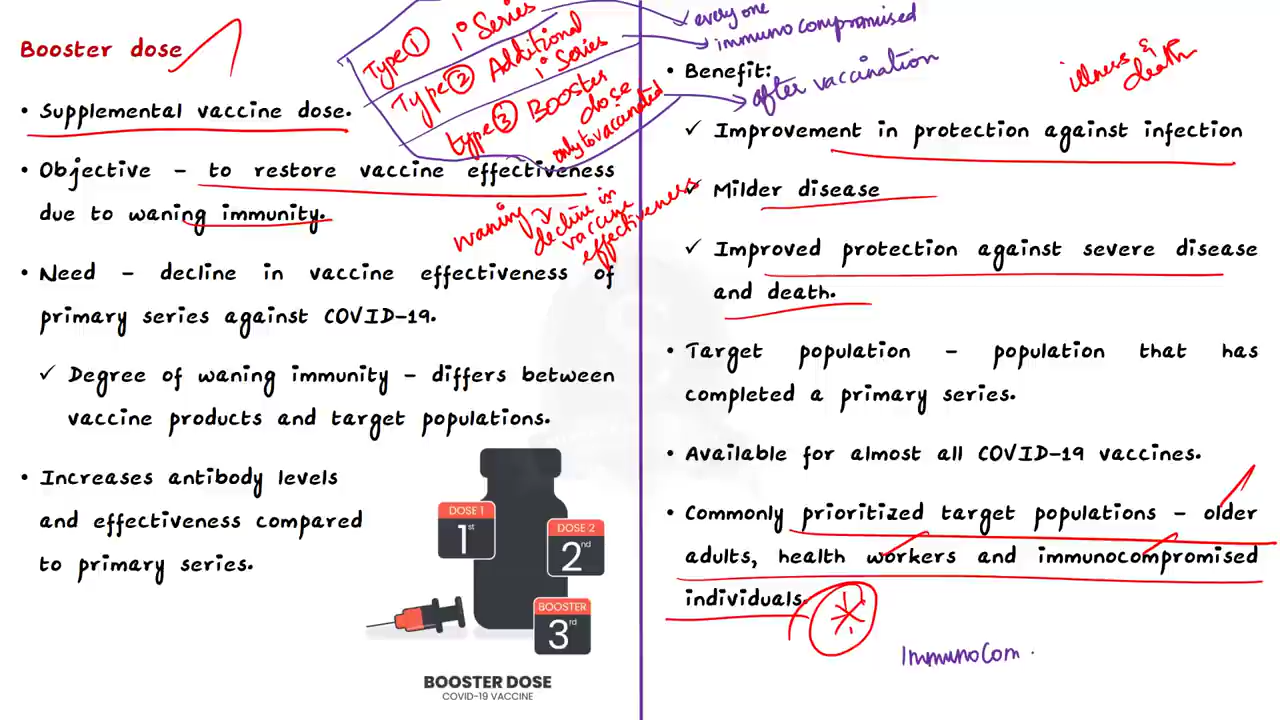 Booster dose
• Supplemental vaccine dose.
• Objective – to restore vaccine effectiveness
due to waning immunity.
• Need – decline in vaccine effectiveness of
primary series against COVID-19.
✓ Degree of waning immunity – differs between
vaccine products and target populations.
• Increases antibody levels
and effectiveness compared
to primary series.
Type ① 1° Series
Type ② Additional
1° Series
type ③ Booster
dose
only to vaccinated
waning
decline in
vaccine
effectiveness
DOSE 1
1st
DOSE 2
2nd
BOOSTER
3rd
BOOSTER DOSE
COVID-19 VACCINE
every one
immuno compromised
after vaccination
illness &
death
• Benefit:
✓ Improvement in protection against infection
✓ Milder disease
✓ Improved protection against severe disease
and death.
• Target population – population that has
completed a primary series.
• Available for almost all COVID-19 vaccines.
• Commonly prioritized target populations – older
adults, health workers and immunocompromised
individuals.
ImmunoCom